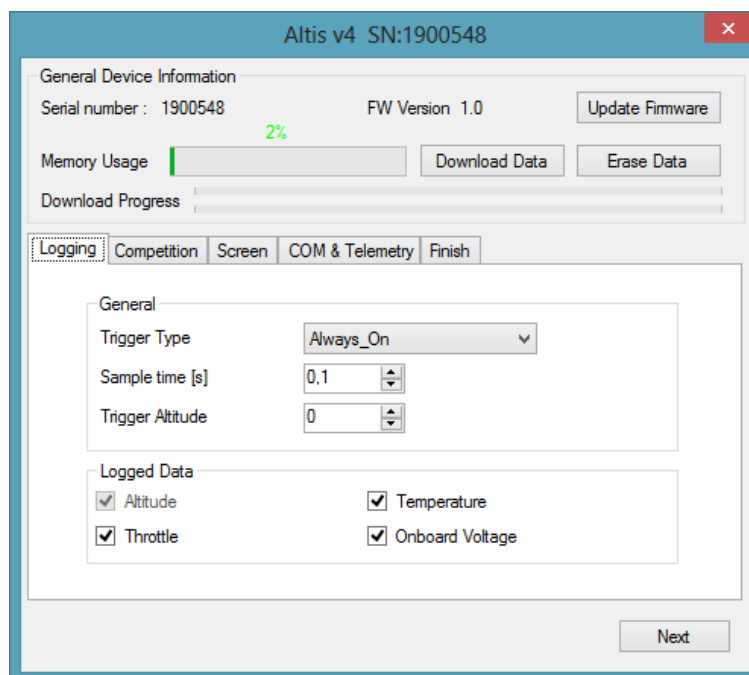 Altis v4 SN:1900548
General Device Information
Serial number : 1900548 FW Version 1.0 Update Firmware
2%
Memory Usage Download Data Erase Data
Download Progress
Logging Competition Screen COM & Telemetry Finish
General
Trigger Type Always_On
Sample time [s] 0,1
Trigger Altitude 0
Logged Data
Altitude Temperature
Throttle Onboard Voltage
Next